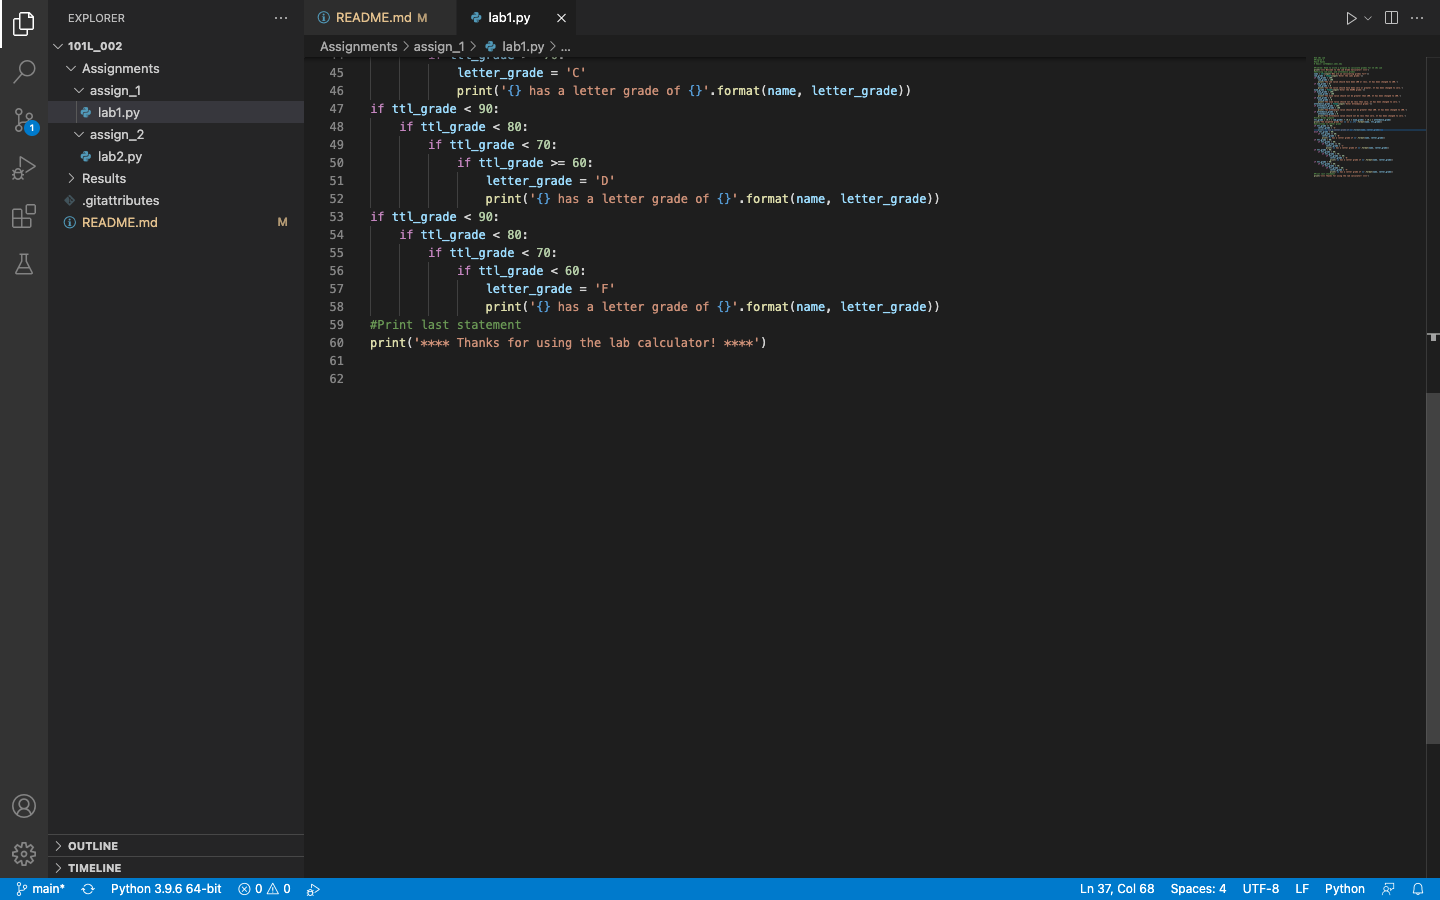 EXPLORER
README.md M
lab1.py
101L_002
Assignments
assign_1
lab1.py
assign_2
lab2.py
Results
.gitattributes
README.md M
1
Assignments > assign_1 > lab1.py > ...
45 letter_grade = 'C'
46 print('{} has a letter grade of {}'.format(name, letter_grade))
47 if ttl_grade < 90:
48 if ttl_grade < 80:
49 if ttl_grade < 70:
50 if ttl_grade >= 60:
51 letter_grade = 'D'
52 print('{} has a letter grade of {}'.format(name, letter_grade))
53 if ttl_grade < 90:
54 if ttl_grade < 80:
55 if ttl_grade < 70:
56 if ttl_grade < 60:
57 letter_grade = 'F'
58 print('{} has a letter grade of {}'.format(name, letter_grade))
59 #Print last statement
60 print('**** Thanks for using the lab calculator! ****')
61
62
OUTLINE
TIMELINE
main* Python 3.9.6 64-bit 0 0 Ln 37, Col 68 Spaces: 4 UTF-8 LF Python